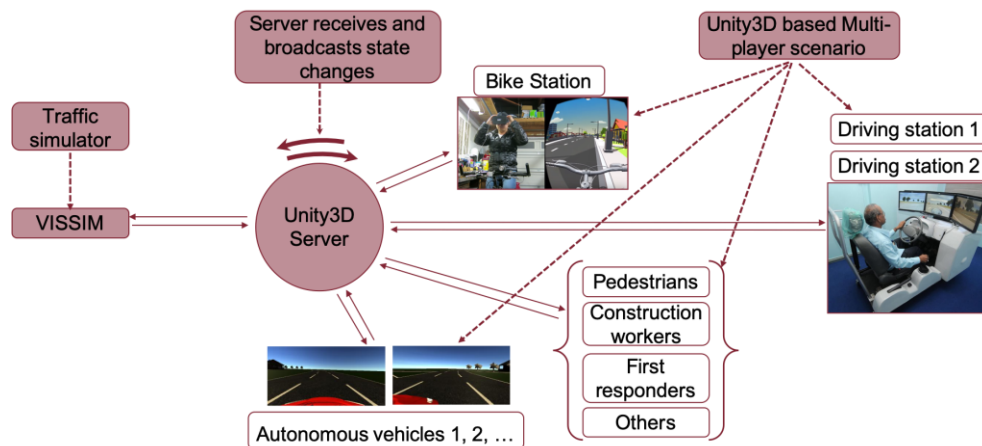 Server receives and
broadcasts state
changes
Unity3D based Multi-
player scenario
Bike Station
Traffic
simulator
Driving station 1
Driving station 2
VISSIM
Unity3D
Server
Pedestrians
Construction
workers
First
responders
Others
Autonomous vehicles 1, 2, …